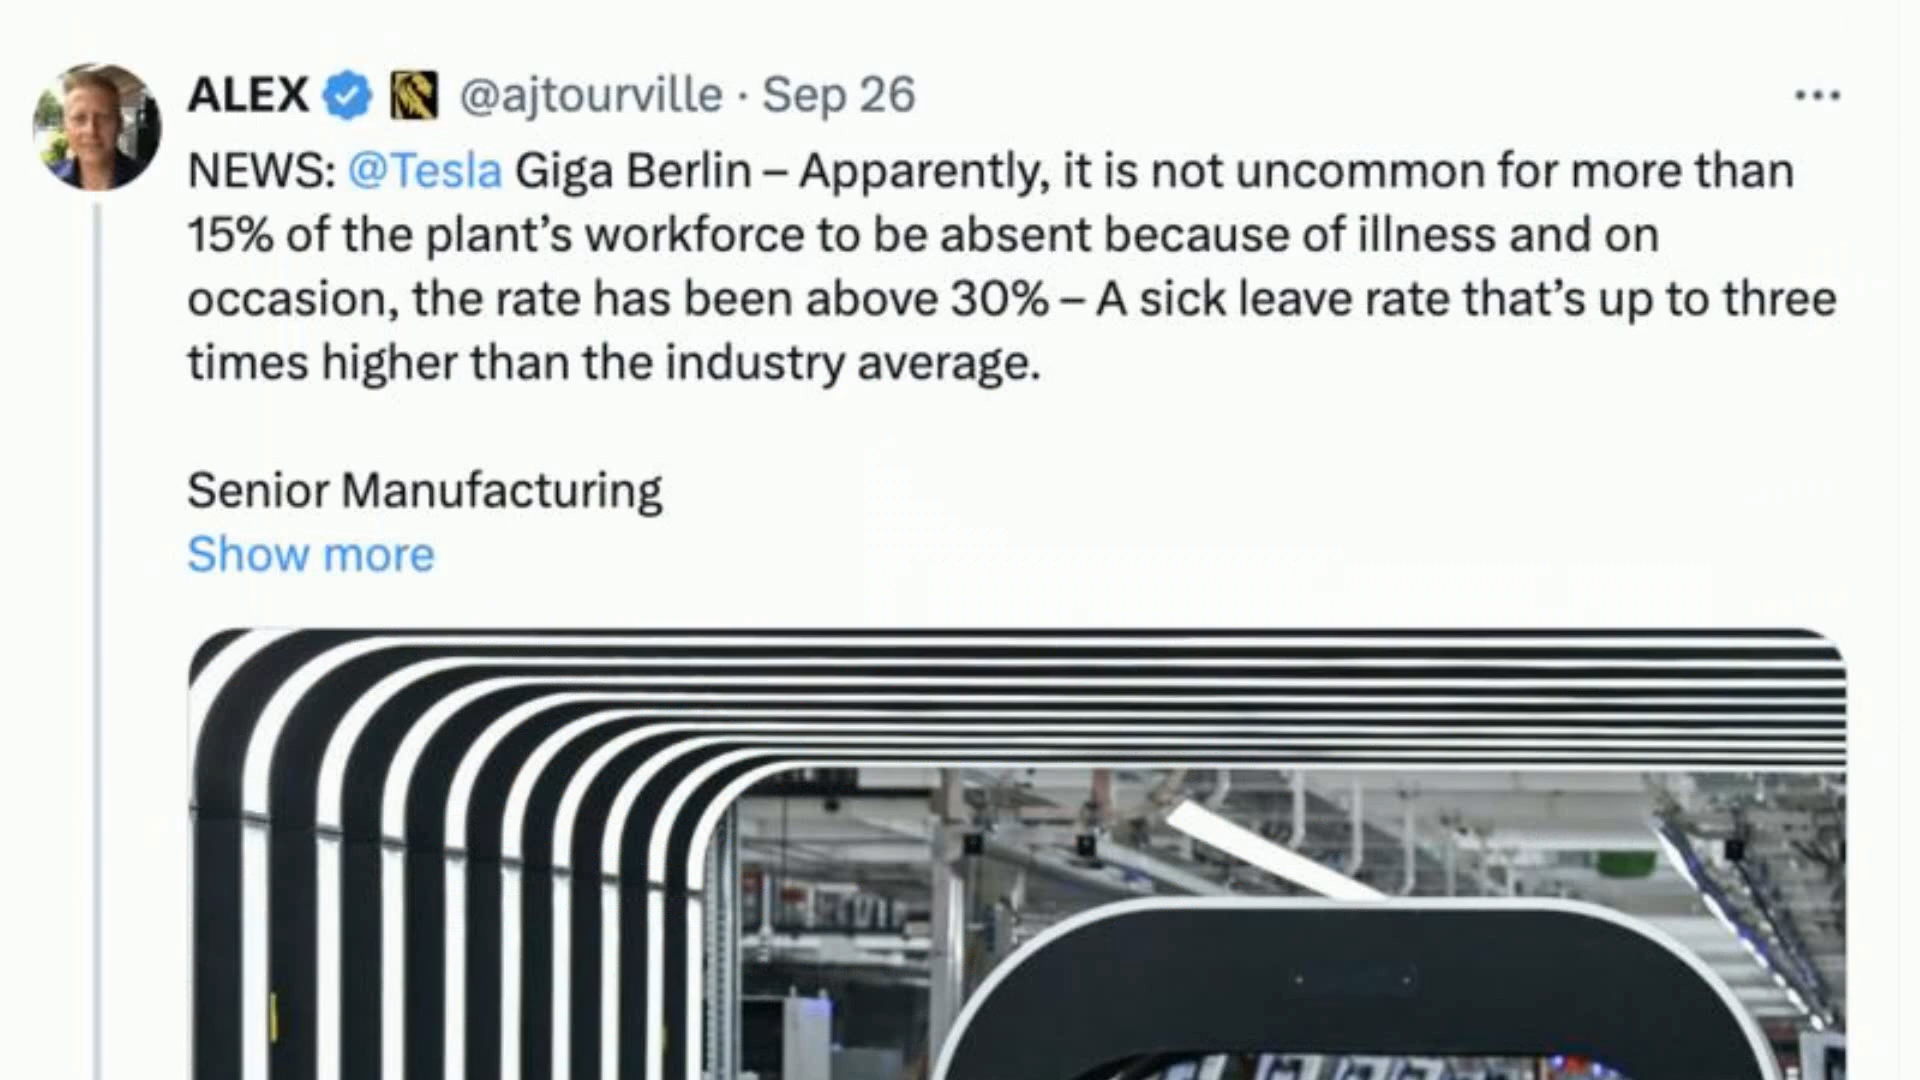 ALEX @ajtourville · Sep 26
NEWS: @Tesla Giga Berlin – Apparently, it is not uncommon for more than
15% of the plant’s workforce to be absent because of illness and on
occasion, the rate has been above 30% – A sick leave rate that’s up to three
times higher than the industry average.
Senior Manufacturing
Show more